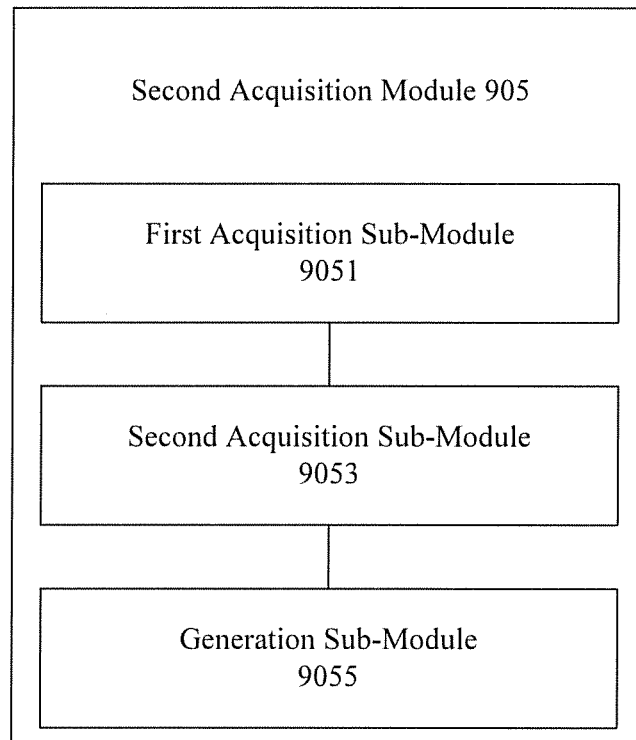 Second Acquisition Module 905
First Acquisition Sub-Module
9051
Second Acquisition Sub-Module
9053
Generation Sub-Module
9055